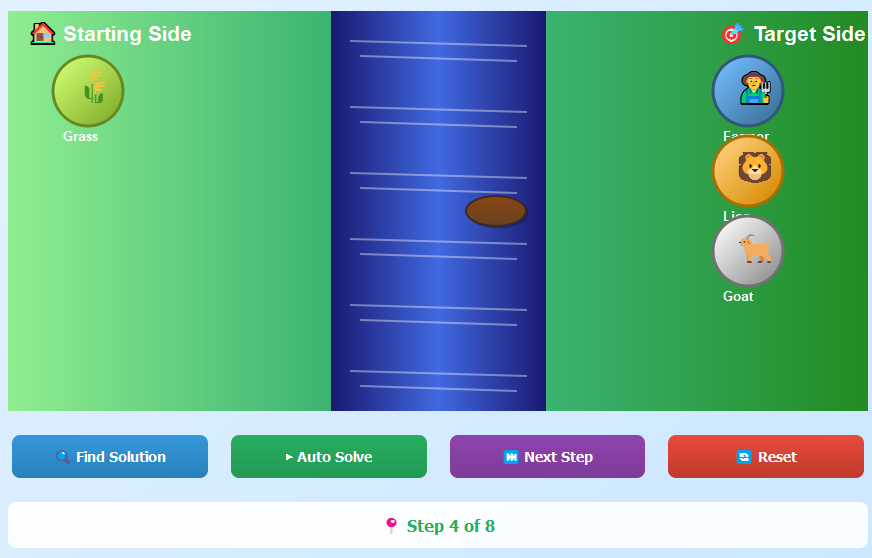 Starting Side
Target Side
Grass
Farmer
Lion
Goat
Find Solution
Auto Solve
Next Step
Reset
Step 4 of 8